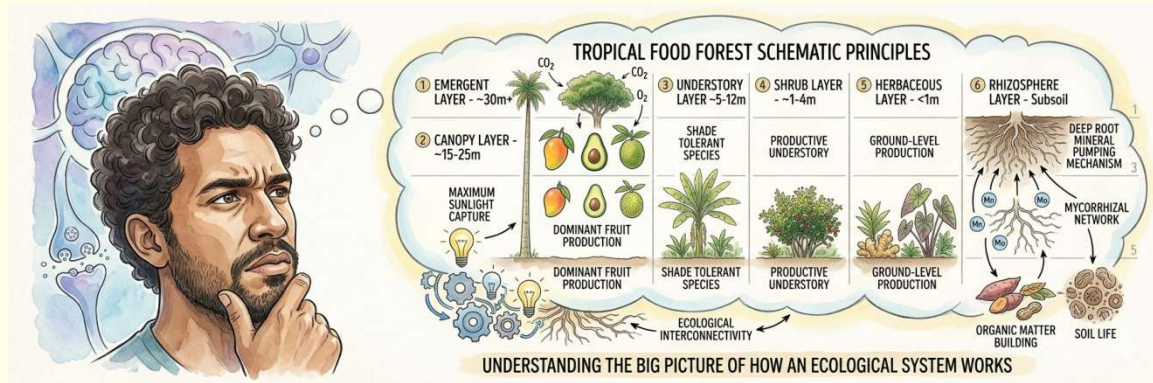 TROPICAL FOOD FOREST SCHEMATIC PRINCIPLES
1 EMERGENT
LAYER - ~30m+
2 CANOPY LAYER -
~15-25m
MAXIMUM
SUNLIGHT
CAPTURE
CO₂
CO₂
O₂
DOMINANT FRUIT
PRODUCTION
DOMINANT FRUIT
PRODUCTION
3 UNDERSTORY
LAYER ~5-12m
SHADE
TOLERANT
SPECIES
SHADE TOLERANT
SPECIES
4 SHRUB LAYER
- ~1-4m
PRODUCTIVE
UNDERSTORY
PRODUCTIVE
UNDERSTORY
5 HERBACEOUS
LAYER - <1m
GROUND-LEVEL
PRODUCTION
GROUND-LEVEL
PRODUCTION
6 RHIZOSPHERE
LAYER - Subsoil
1
DEEP ROOT
MINERAL
PUMPING
MECHANISM
3
Mn
Mo
Mn
Mo
MYCORRHIZAL
NETWORK
5
ORGANIC MATTER
BUILDING
SOIL LIFE
ECOLOGICAL
INTERCONNECTIVITY
UNDERSTANDING THE BIG PICTURE OF HOW AN ECOLOGICAL SYSTEM WORKS